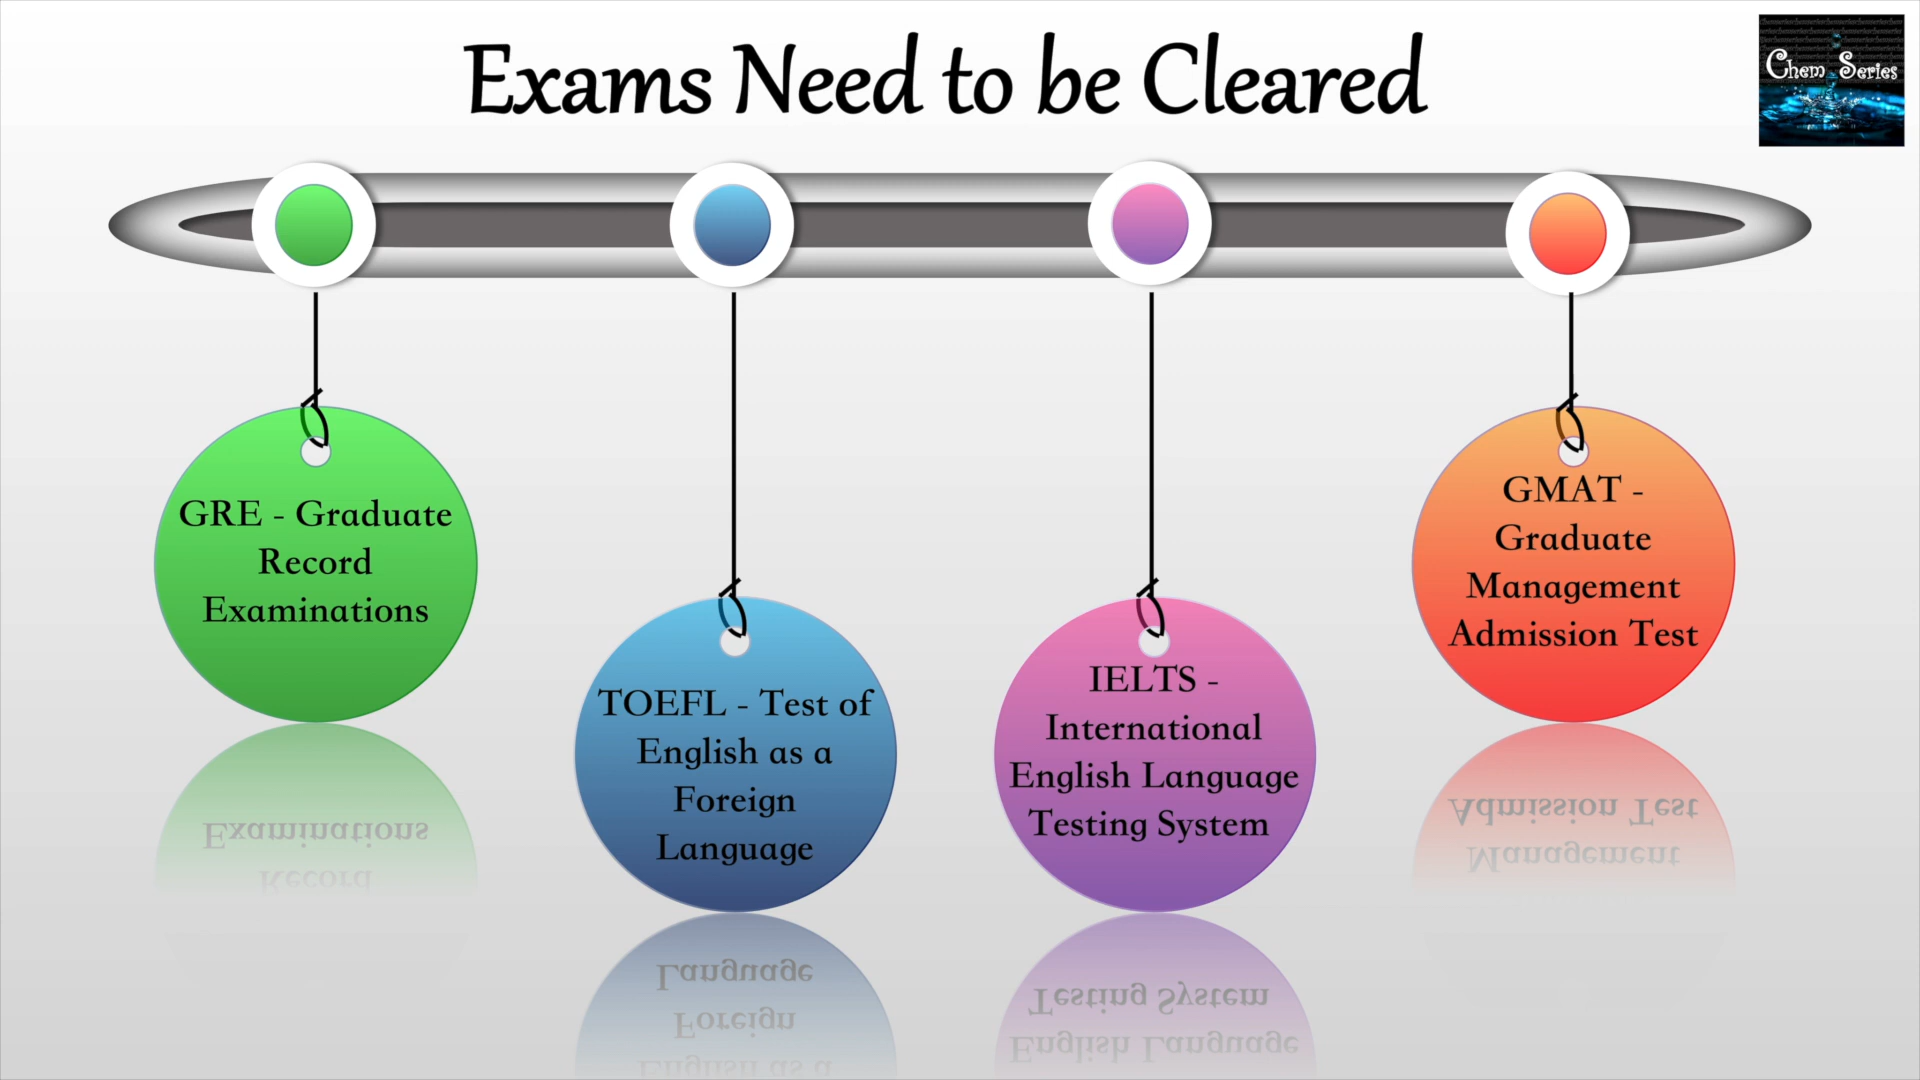 Exams Need to be Cleared
Chem Series
GRE - Graduate
Record
Examinations
TOEFL - Test of
English as a
Foreign
Language
IELTS -
International
English Language
Testing System
GMAT -
Graduate
Management
Admission Test